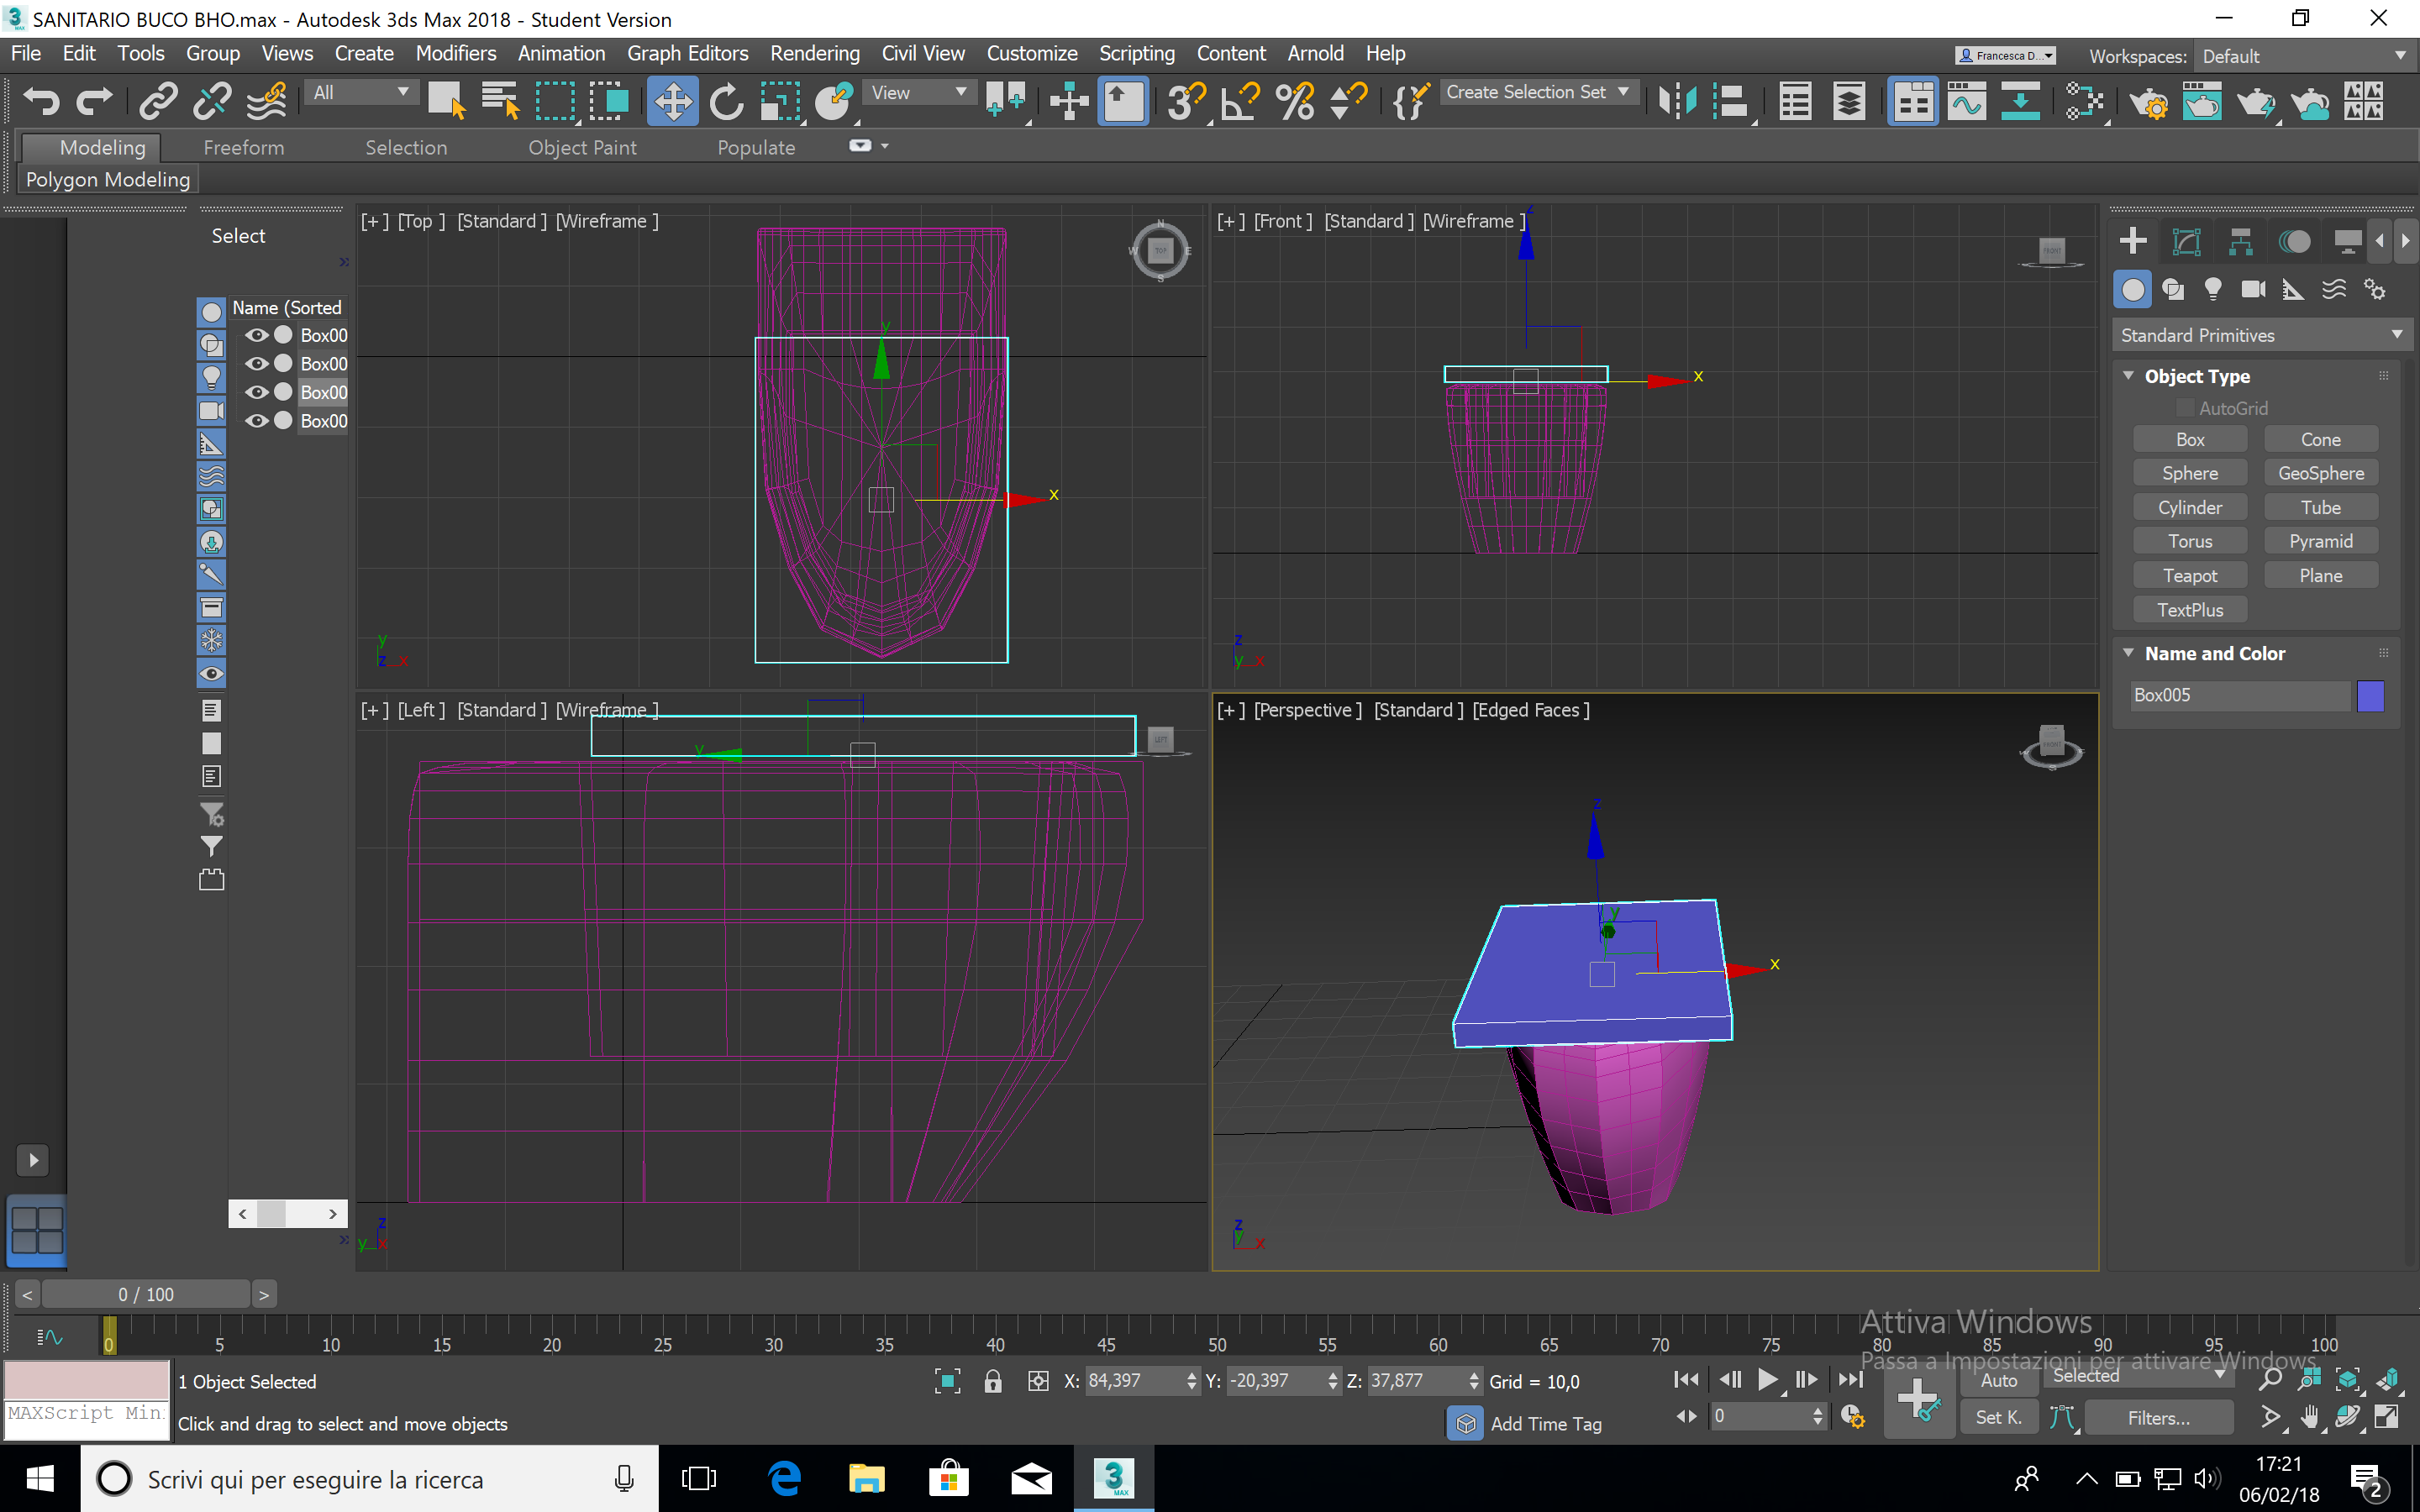 SANITARIO BUCO BHO.max - Autodesk 3ds Max 2018 - Student Version
File Edit Tools Group Views Create Modifiers Animation Graph Editors Rendering Civil View Customize Scripting Content Arnold Help
Francesca D...
Workspaces: Default
All
View
Create Selection Set
Modeling Freeform Selection Object Paint Populate
Polygon Modeling
Select
Name (Sorted
Box00
Box00
Box00
Box00
[+] [Top ] [Standard ] [Wireframe ]
[+] [Front ] [Standard ] [Wireframe ]
[+] [Left ] [Standard ] [Wireframe ]
[+] [Perspective ] [Standard ] [Edged Faces ]
Standard Primitives
Object Type
AutoGrid
Box Cone
Sphere GeoSphere
Cylinder Tube
Torus Pyramid
Teapot Plane
TextPlus
Name and Color
Box005
0 / 100
0 5 10 15 20 25 30 35 40 45 50 55 60 65 70 75 80 85 90 95 100
Attiva Windows
Passa a Impostazioni per attivare Windows.
1 Object Selected
X: 84,397 Y: -20,397 Z: 37,877 Grid = 10,0
Auto Selected
MAXScript Min
Click and drag to select and move objects
Add Time Tag
0
Set K. Filters...
Scrivi qui per eseguire la ricerca
17:21
06/02/18
2